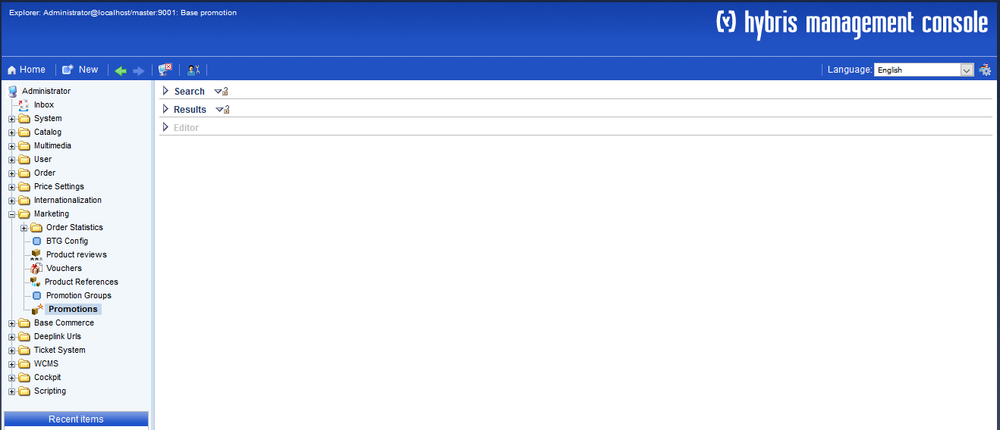 Explorer: Administrator@localhost/master:9001: Base promotion
hybris management console
Home New Language: English
Administrator
Inbox
System
Catalog
Multimedia
User
Order
Price Settings
Internationalization
Marketing
Order Statistics
BTG Config
Product reviews
Vouchers
Product References
Promotion Groups
Promotions
Base Commerce
Deeplink Urls
Ticket System
WCMS
Cockpit
Scripting
Recent items
Search
Results
Editor